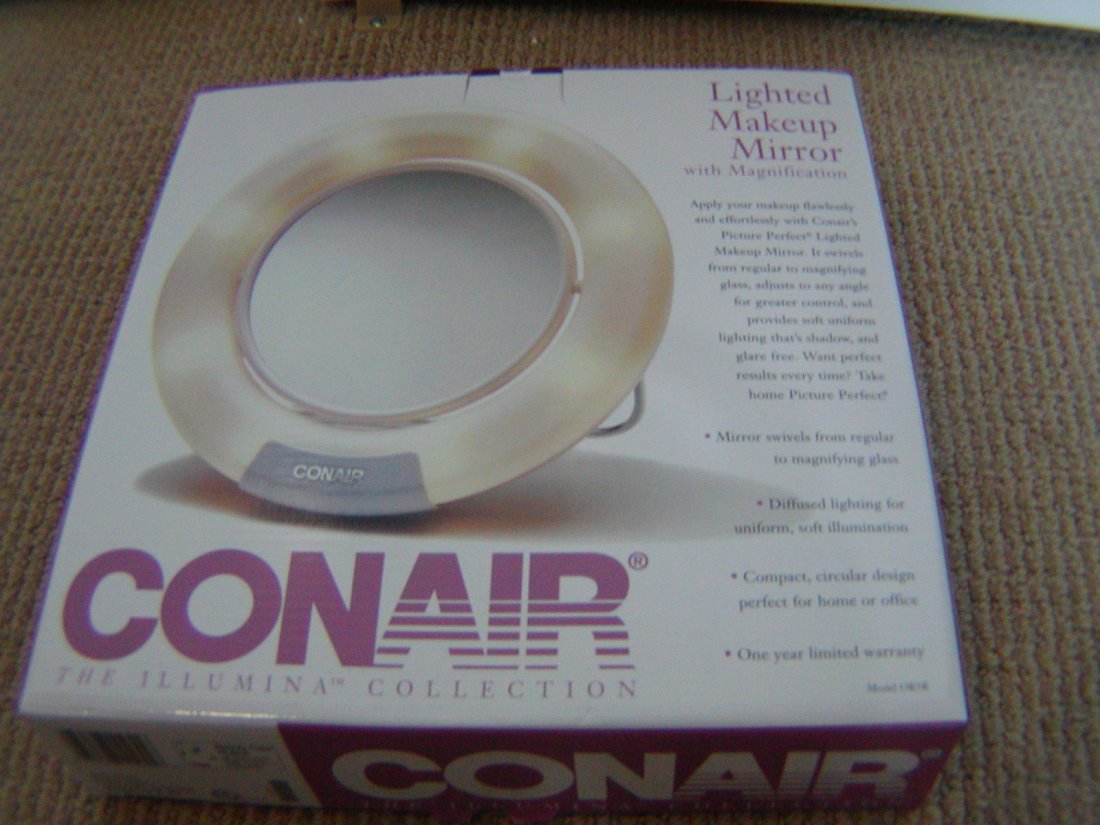 Lighted
Makeup
Mirror
with Magnification
Apply your makeup flawlessly
and effortlessly with Conair's
Picture Perfect® Lighted
Makeup Mirror. It swivels
from regular to magnifying
glass, adjusts to any angle
for greater control, and
provides soft uniform
lighting that's shadow, and
glare free. Want perfect
results every time? Take
home Picture Perfect®
• Mirror swivels from regular
to magnifying glass
• Diffused lighting for
uniform, soft illumination
• Compact, circular design
perfect for home or office
• One year limited warranty
Model
CONAIR
CONAIR®
THE ILLUMINA™ COLLECTION
CONAIR®
THE ILLUMINA COLLECTION